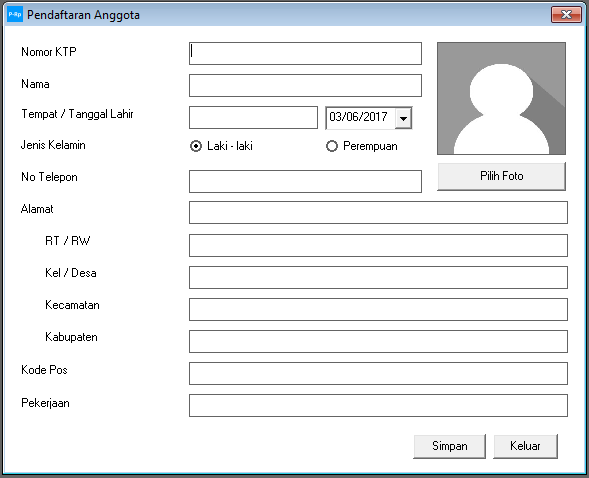 P-Rp Pendaftaran Anggota
Nomor KTP
Nama
Tempat / Tanggal Lahir 03/06/2017
Jenis Kelamin Laki - laki Perempuan
No Telepon Pilih Foto
Alamat
RT / RW
Kel / Desa
Kecamatan
Kabupaten
Kode Pos
Pekerjaan
Simpan Keluar